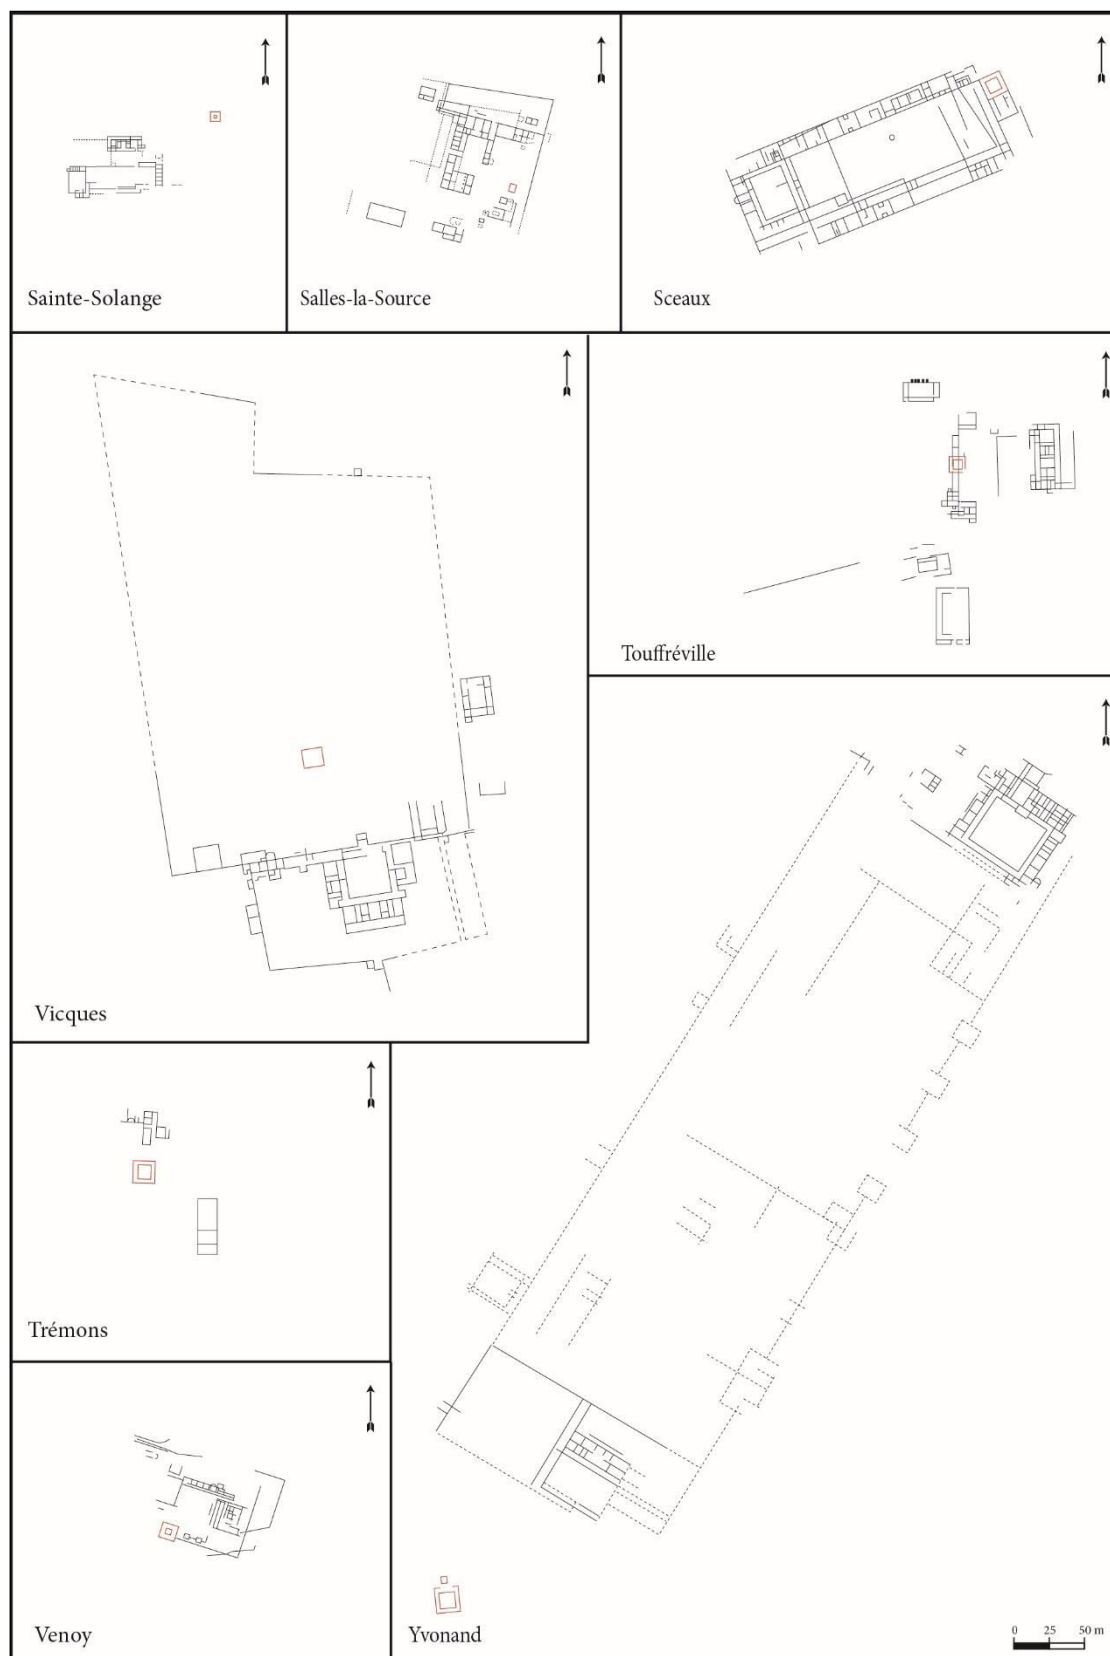 Sainte-Solange
Salles-la-Source
Sceaux
Vicques
Touffréville
Trémons
Venoy
Yvonand
0 25 50 m